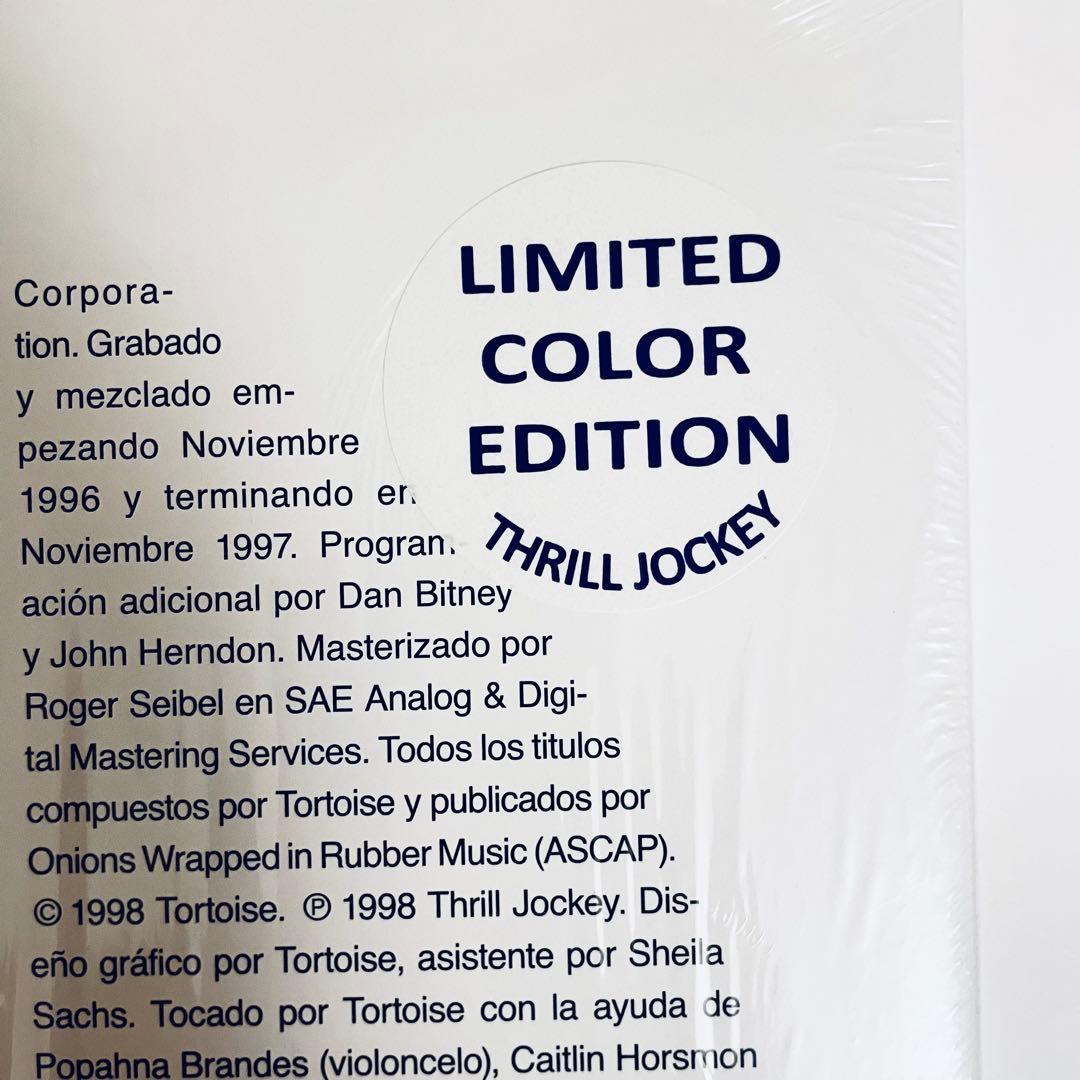 LIMITED
COLOR
EDITION
THRILL JOCKEY
Corpora-
tion. Grabado
y mezclado em-
pezando Noviembre
1996 y terminando en
Noviembre 1997. Program-
ación adicional por Dan Bitney
y John Herndon. Masterizado por
Roger Seibel en SAE Analog & Digi-
tal Mastering Services. Todos los titulos
compuestos por Tortoise y publicados por
Onions Wrapped in Rubber Music (ASCAP).
© 1998 Tortoise. ℗ 1998 Thrill Jockey. Dis-
eño gráfico por Tortoise, asistente por Sheila
Sachs. Tocado por Tortoise con la ayuda de
Popahna Brandes (violoncelo), Caitlin Horsmon